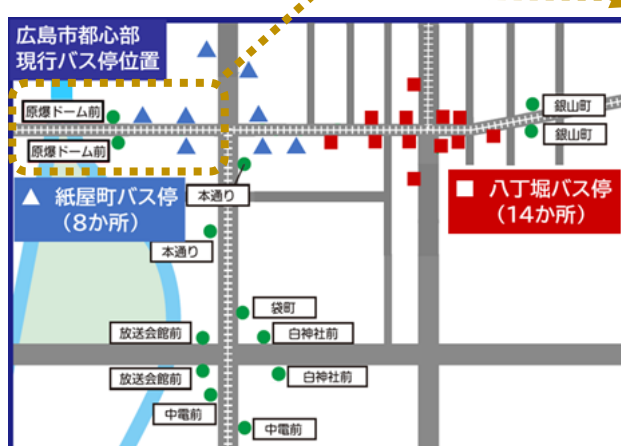 広島市都心部
現行バス停位置
原爆ドーム前
銀山町
銀山町
原爆ドーム前
▲ 紙屋町バス停
(8か所)
本通り
■ 八丁堀バス停
(14か所)
本通り
袋町
放送会館前
白神社前
放送会館前
白神社前
中電前
中電前